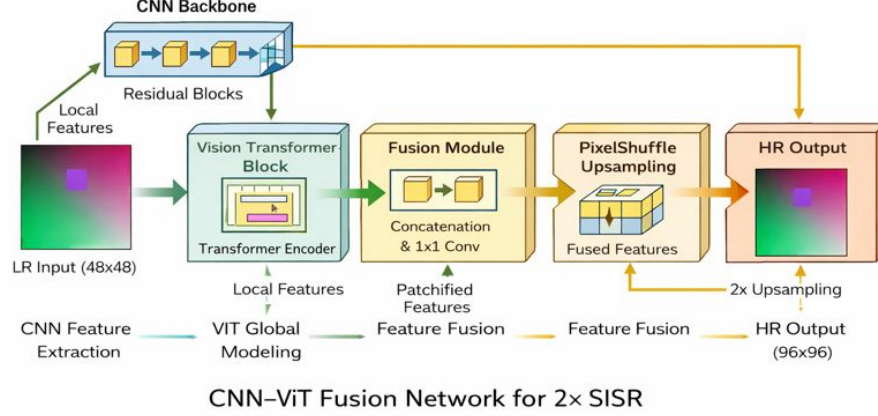 CNN Backbone
Residual Blocks
Local
Features
Vision Transformer
Block
Transformer Encoder
Fusion Module
Concatenation
& 1x1 Conv
PixelShuffle
Upsampling
Fused Features
HR Output
LR Input (48x48)
Local Features
Patchified
Features
2x Upsampling
CNN Feature
Extraction
VIT Global
Modeling
Feature Fusion
Feature Fusion
HR Output
(96x96)
CNN–ViT Fusion Network for 2× SISR